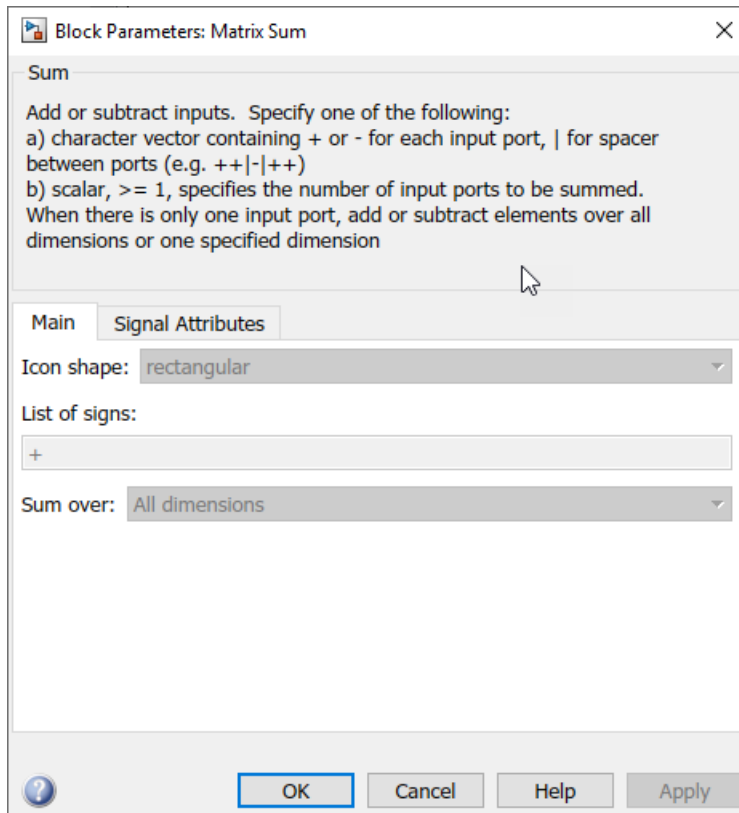 Block Parameters: Matrix Sum
Sum
Add or subtract inputs.  Specify one of the following:
a) character vector containing + or - for each input port, | for spacer
between ports (e.g. ++|-|++)
b) scalar, >= 1, specifies the number of input ports to be summed.
When there is only one input port, add or subtract elements over all
dimensions or one specified dimension
Main Signal Attributes
Icon shape: rectangular
List of signs:
+
Sum over: All dimensions
? OK Cancel Help Apply